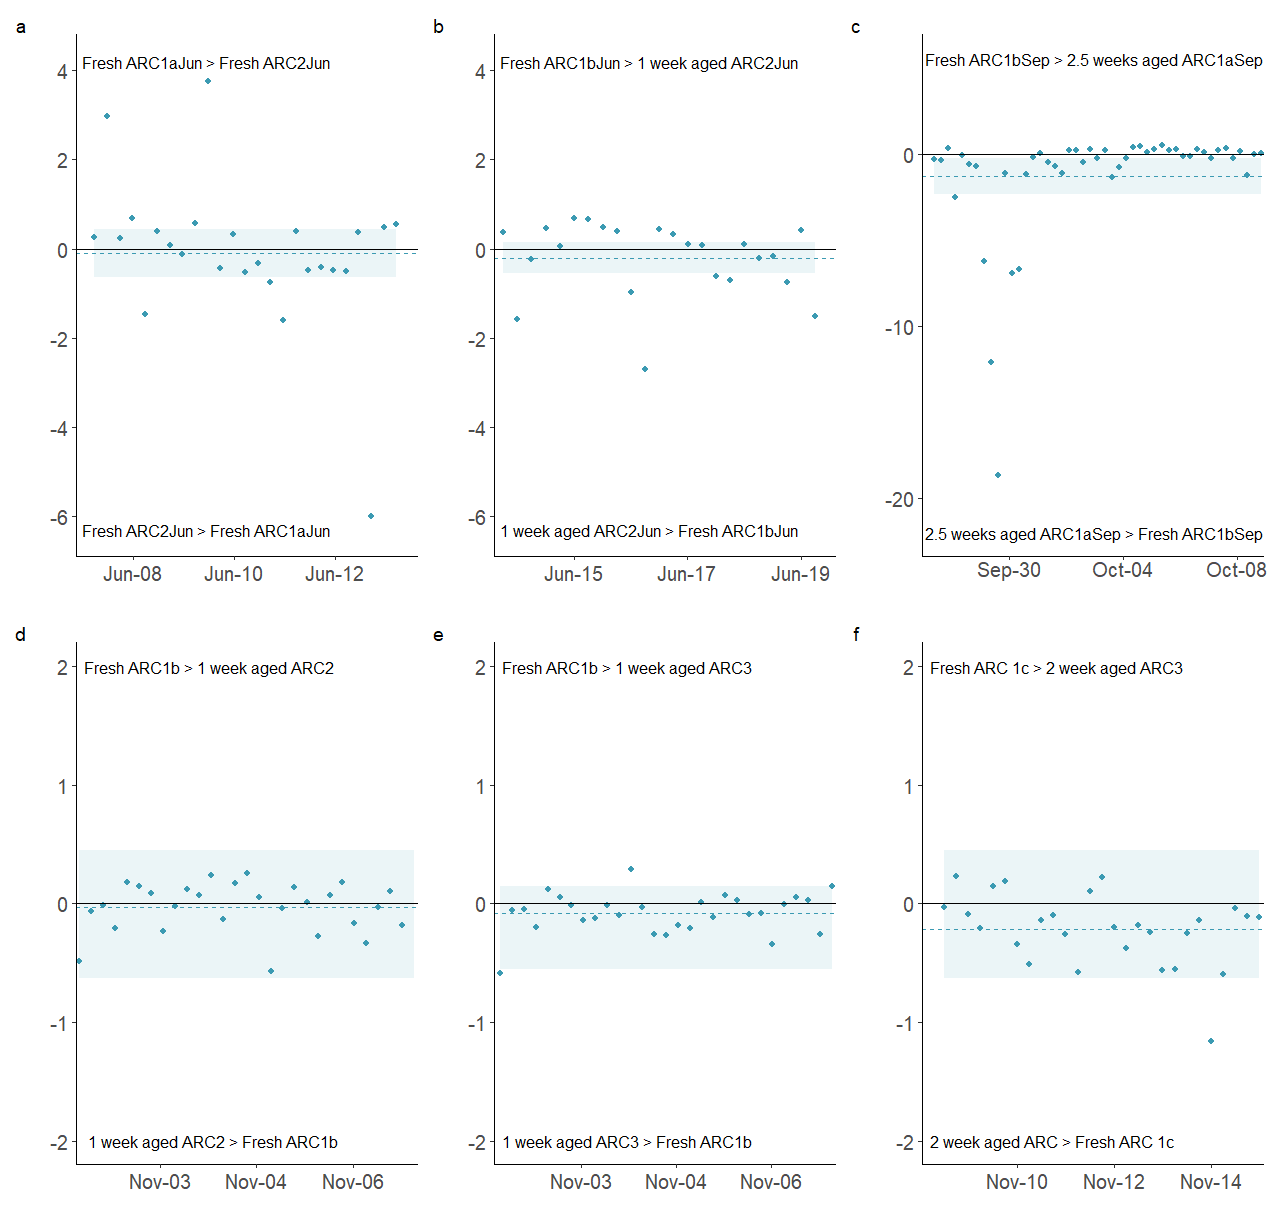 a
Fresh ARC1aJun > Fresh ARC2Jun
4
2
0
-2
-4
-6
Fresh ARC2Jun > Fresh ARC1aJun
Jun-08 Jun-10 Jun-12
b
Fresh ARC1bJun > 1 week aged ARC2Jun
4
2
0
-2
-4
-6
1 week aged ARC2Jun > Fresh ARC1bJun
Jun-15 Jun-17 Jun-19
c
Fresh ARC1bSep > 2.5 weeks aged ARC1aSep
0
-10
-20
2.5 weeks aged ARC1aSep > Fresh ARC1bSep
Sep-30 Oct-04 Oct-08
d
2
Fresh ARC1b > 1 week aged ARC2
1
0
-1
-2
1 week aged ARC2 > Fresh ARC1b
Nov-03 Nov-04 Nov-06
e
2
Fresh ARC1b > 1 week aged ARC3
1
0
-1
-2
1 week aged ARC3 > Fresh ARC1b
Nov-03 Nov-04 Nov-06
f
2
Fresh ARC 1c > 2 week aged ARC3
1
0
-1
-2
2 week aged ARC > Fresh ARC 1c
Nov-10 Nov-12 Nov-14